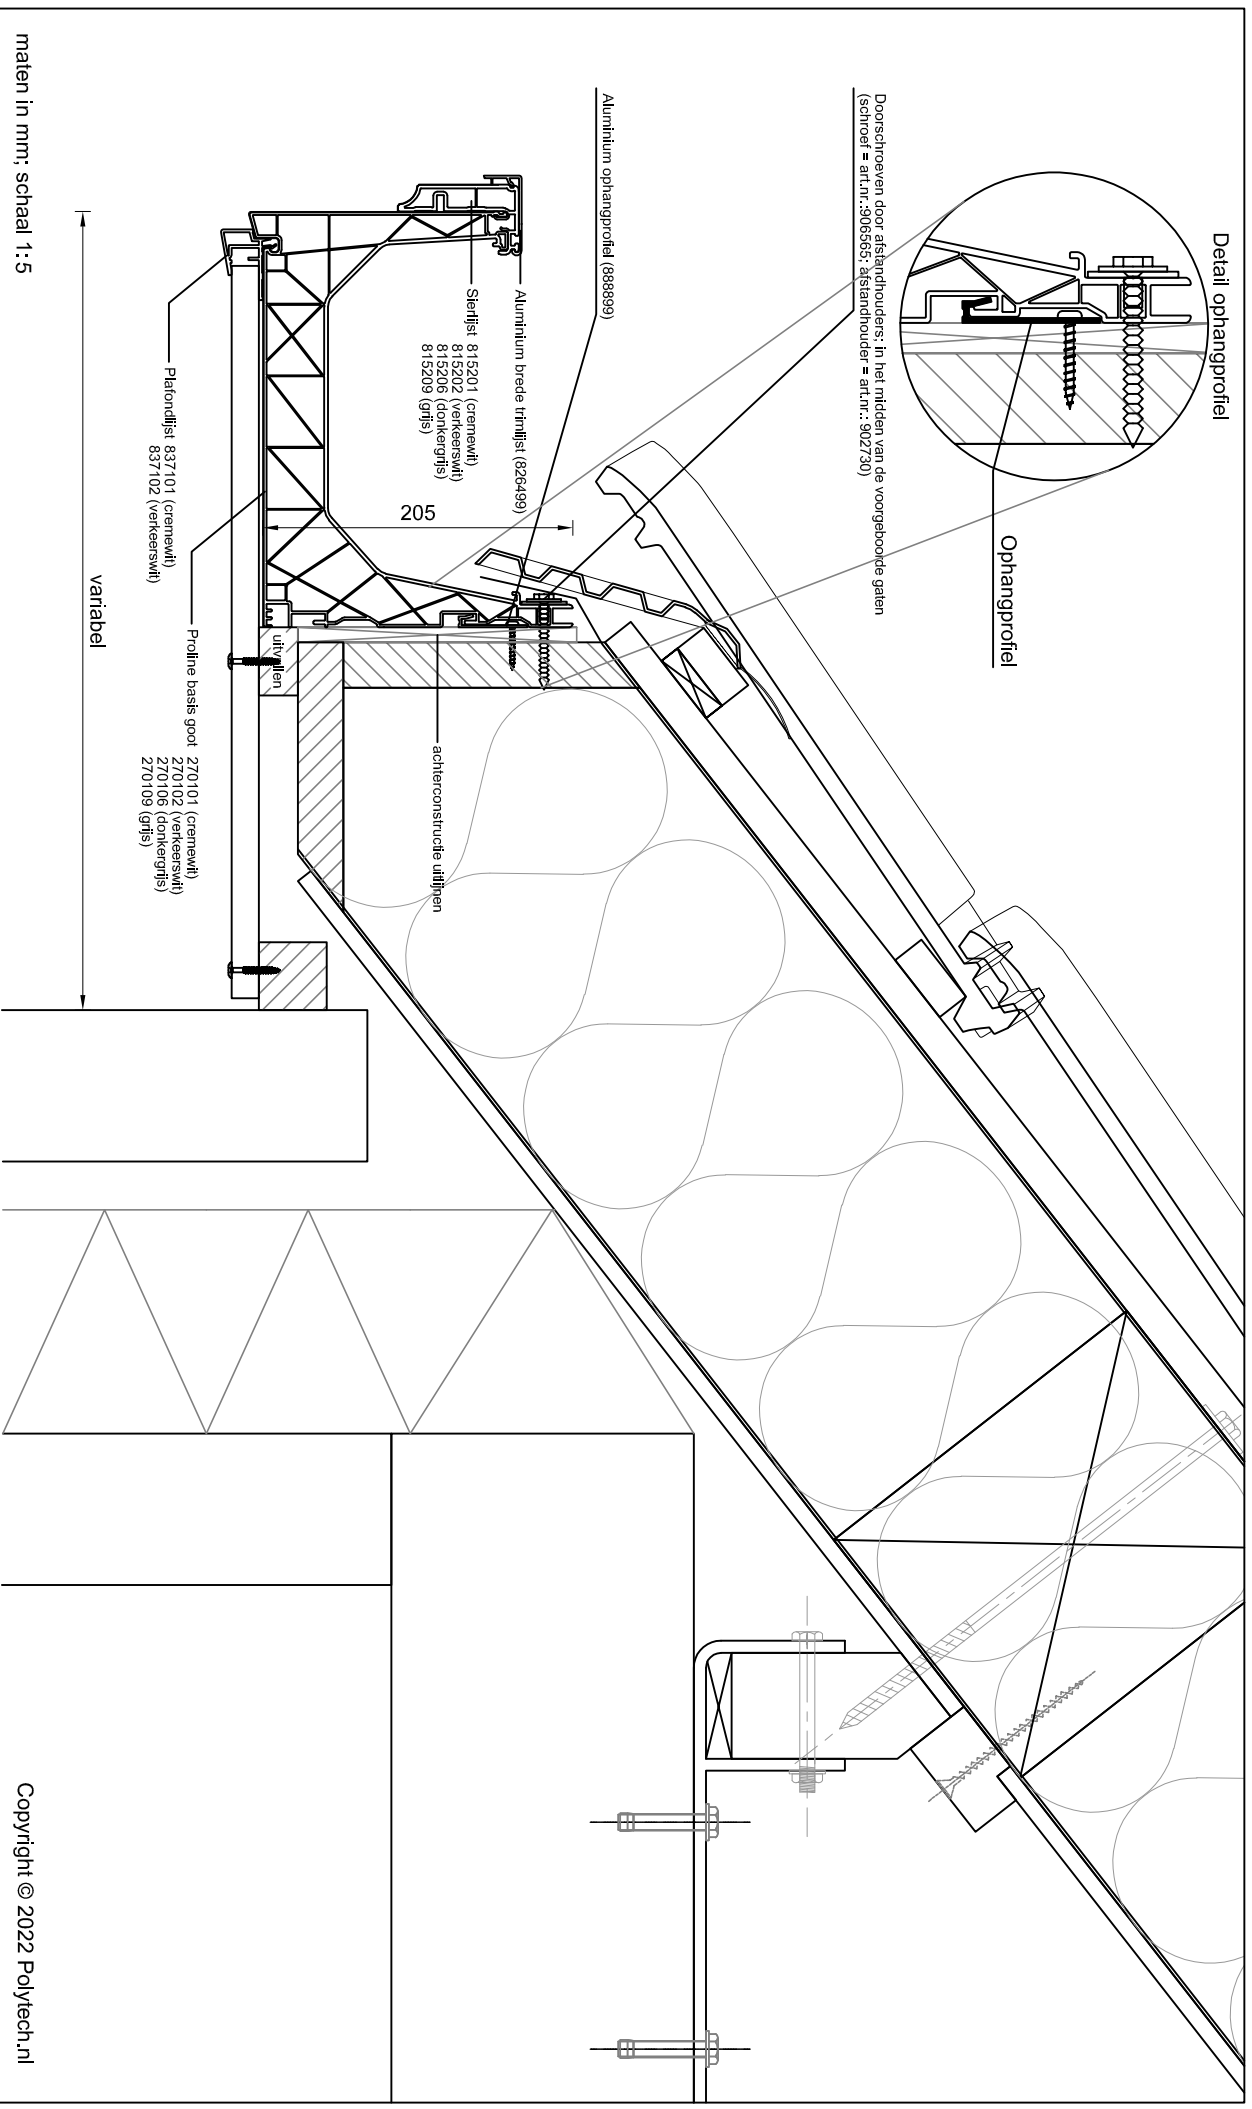 Detail ophangprofiel
Ophangprofiel
Doorschroeven door afstandhouders; in het midden van de voorgeboorde gaten
(schroef = art.nr.:906565; afstandhouder = art.nr.: 902730)
Aluminium ophangprofiel (888899)
Aluminium brede trimlijst (826499)
Sierlijst 815201 (cremewit)
815202 (verkeerswit)
815206 (donkergrijs)
815209 (grijs)
205
achterconstructie uitlijnen
uitvullen
Proline basis goot 270101 (cremewit)
270102 (verkeerswit)
270106 (donkergrijs)
270109 (grijs)
Plafondlijst 837101 (cremewit)
837102 (verkeerswit)
variabel
maten in mm; schaal 1:5
Copyright © 2022 Polytech.nl